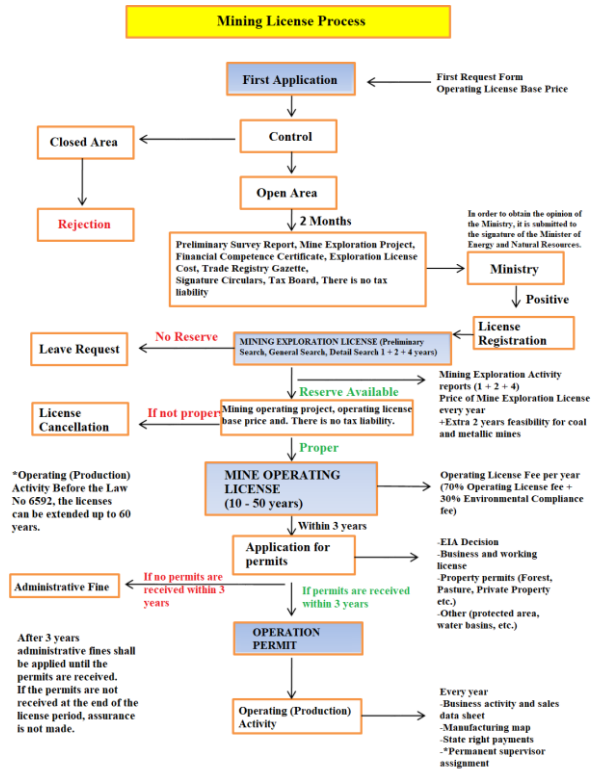 Mining License Process
First Application
First Request Form
Operating License Base Price
Closed Area
Control
Open Area
Rejection
2 Months
In order to obtain the opinion of
the Ministry, it is submitted to
the signature of the Minister of
Energy and Natural Resources.
Preliminary Survey Report, Mine Exploration Project,
Financial Competence Certificate, Exploration License
Cost, Trade Registry Gazette,
Signature Circulars, Tax Board, There is no tax
liability
Ministry
Positive
License
Registration
No Reserve
Leave Request
MINING EXPLORATION LICENSE (Preliminary
Search, General Search, Detail Search 1 + 2 + 4 years)
Reserve Available
Mining Exploration Activity
reports (1 + 2 + 4)
Price of Mine Exploration License
every year
+Extra 2 years feasibility for coal
and metallic mines
License
Cancellation
If not proper
Mining operating project, operating license
base price and. There is no tax liability.
Proper
*Operating (Production)
Activity Before the Law
No 6592, the licenses
can be extended up to 60
years.
MINE OPERATING
LICENSE
(10 - 50 years)
Operating License Fee per year
(70% Operating License fee +
30% Environmental Compliance
fee)
Within 3 years
Application for
permits
-EIA Decision
-Business and working
license
-Property permits (Forest,
Pasture, Private Property
etc.)
-Other (protected area,
water basins, etc.)
Administrative Fine
If no permits are
received within 3
years
If permits are received
within 3 years
OPERATION
PERMIT
After 3 years
administrative fines shall
be applied until the
permits are received.
If the permits are not
received at the end of the
license period, assurance
is not made.
Operating (Production)
Activity
Every year
-Business activity and sales
data sheet
-Manufacturing map
-State right payments
-*Permanent supervisor
assignment